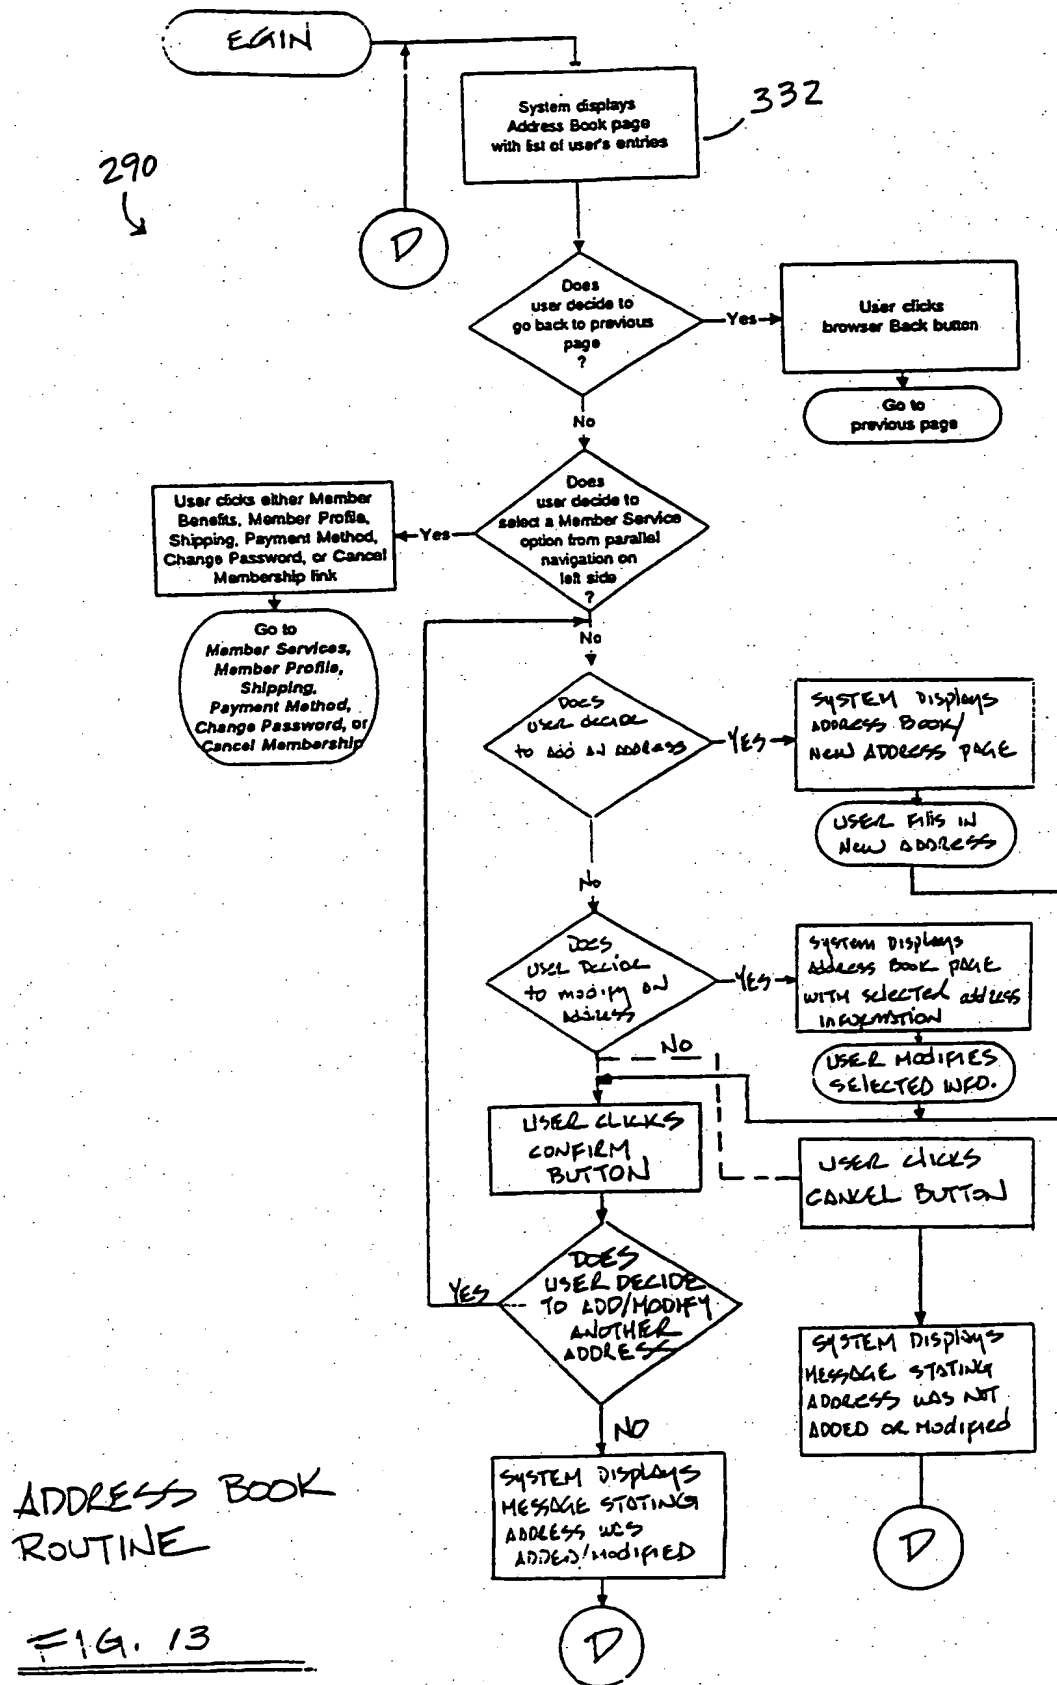 EGIN
System displays
Address Book page
with list of user's entries
332
290
D
Does
user decide to
go back to previous
page
?
Yes
User clicks
browser Back button
Go to
previous page
No
Does
user decide to
select a Member Service
option from parallel
navigation on
left side
?
Yes
User clicks either Member
Benefits, Member Profile,
Shipping, Payment Method,
Change Password, or Cancel
Membership link
Go to
Member Services,
Member Profile,
Shipping,
Payment Method,
Change Password, or
Cancel Membership
No
DOES
USER DECIDE
to ADD AN ADDRESS
YES
SYSTEM Displays
ADDRESS BOOK/
NEW ADDRESS PAGE
USER Fills IN
NEW ADDRESS
No
DOES
USER DECIDE
to modify an
Address
YES
System Displays
Address Book page
WITH selected address
INFORMATION
USER MODIFIES
SELECTED INFO.
NO
USER CLICKS
CONFIRM
BUTTON
USER clicks
CANCEL BUTTON
DOES
USER DECIDE
TO ADD/MODIFY
ANOTHER
ADDRESS
YES
SYSTEM Displays
MESSAGE STATING
ADDRESS WAS NOT
ADDED OR Modified
NO
SYSTEM Displays
MESSAGE STATING
ADDRESS WAS
ADDED/Modified
D
D
ADDRESS BOOK
ROUTINE
FIG. 13